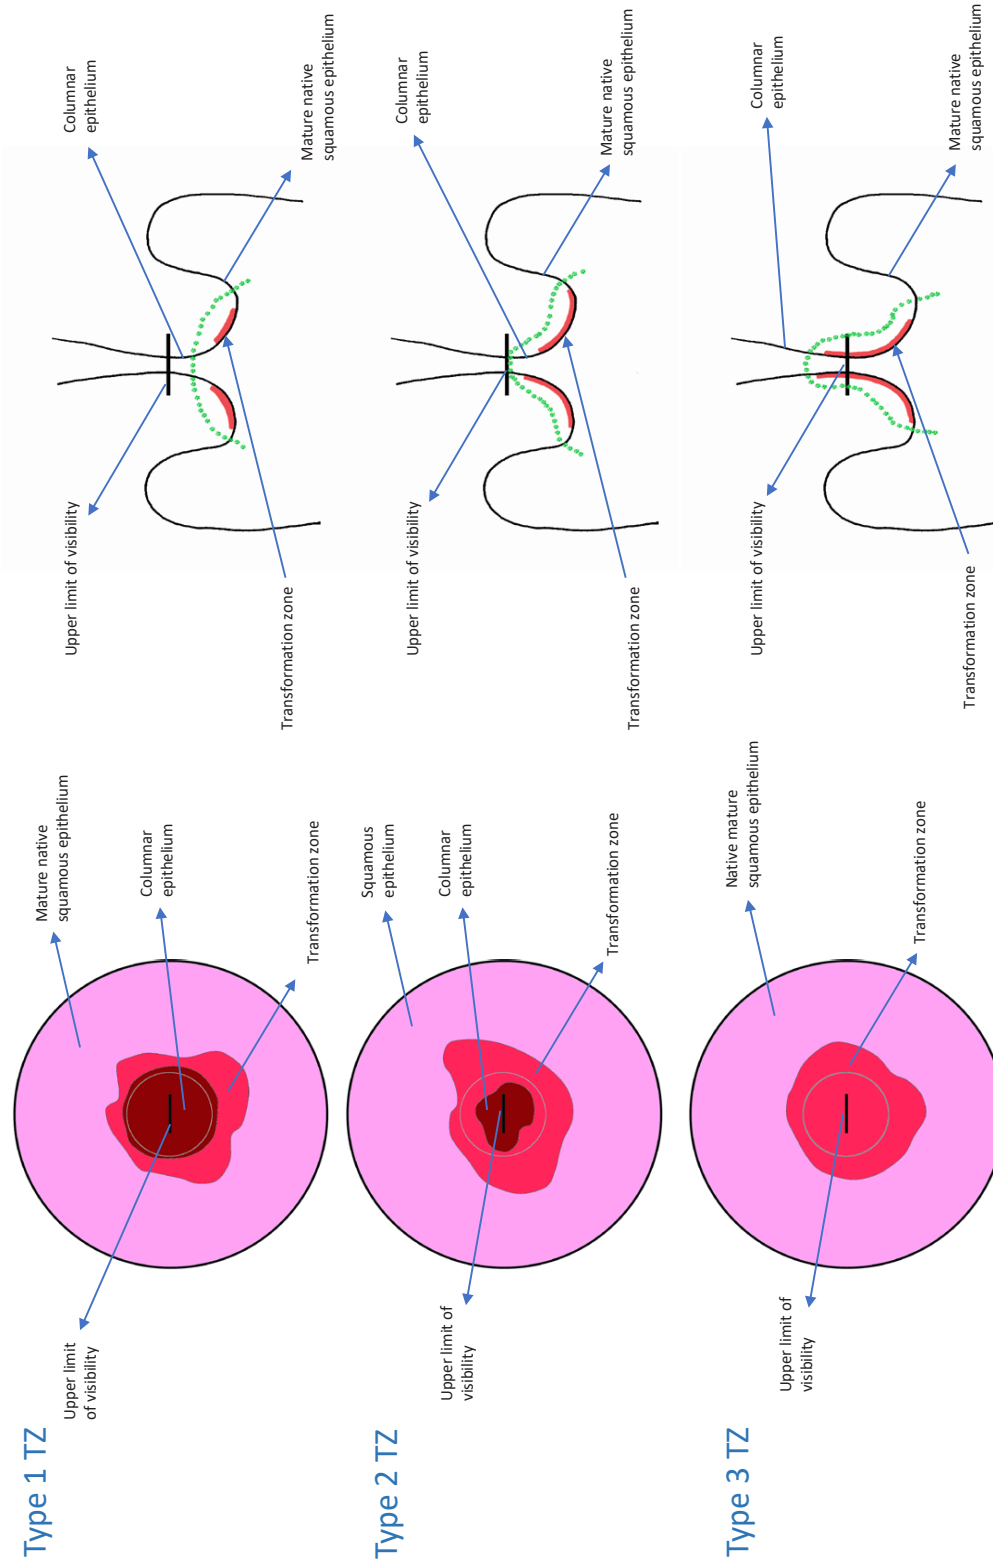 Type 1 TZ
Upper limit
of visibility
Mature native
squamous epithelium
Columnar
epithelium
Transformation zone
Upper limit of visibility
Transformation zone
Columnar
epithelium
Mature native
squamous epithelium
Type 2 TZ
Upper limit of
visibility
Squamous
epithelium
Columnar
epithelium
Transformation zone
Upper limit of visibility
Transformation zone
Columnar
epithelium
Mature native
squamous epithelium
Type 3 TZ
Upper limit of
visibility
Native mature
squamous epithelium
Transformation zone
Upper limit of visibility
Transformation zone
Columnar
epithelium
Mature native
squamous epithelium